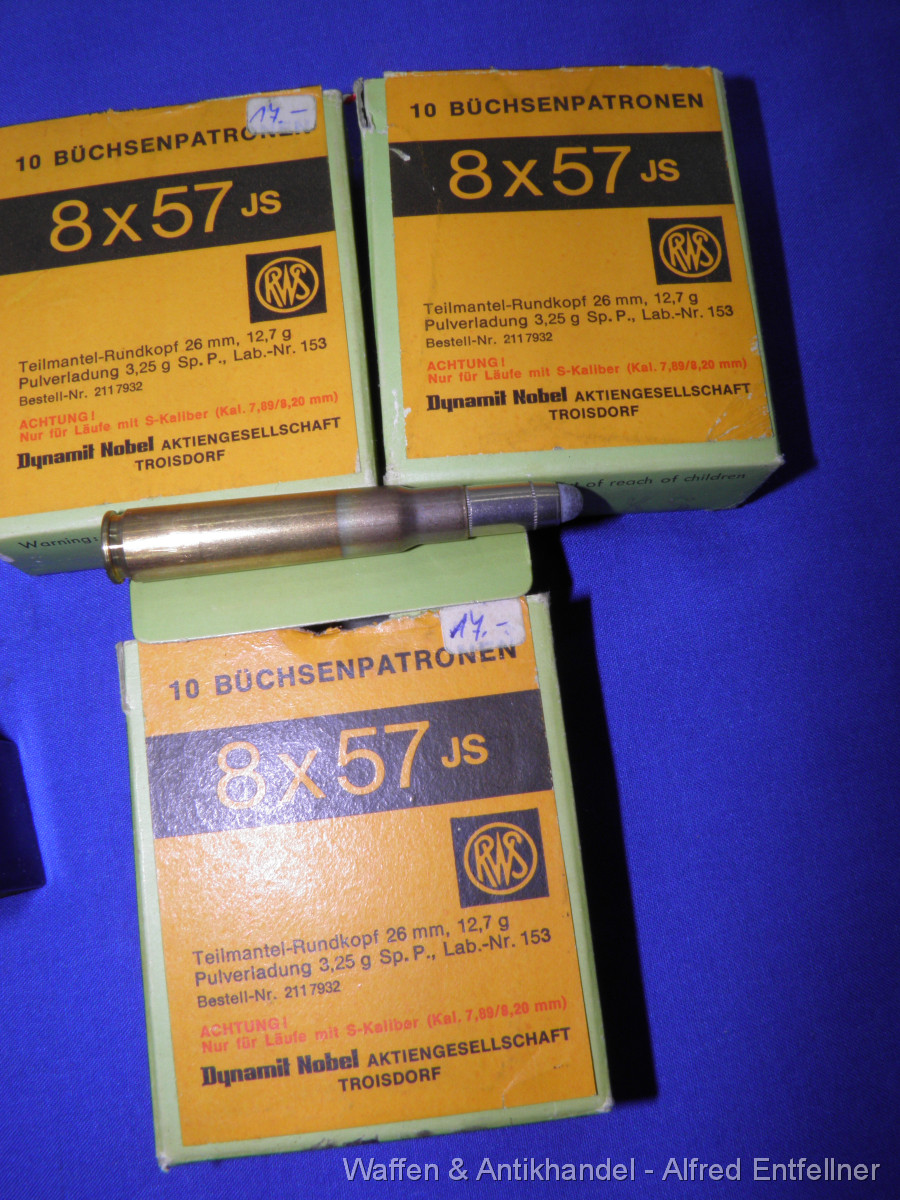 17.-
10 BÜCHSENPATRONEN
8x57 JS
RWS
Teilmantel-Rundkopf 26 mm, 12,7 g
Pulverladung 3,25 g Sp. P., Lab.-Nr. 153
Bestell-Nr. 2117932
ACHTUNG!
Nur für Läufe mit S-Kaliber (Kal. 7,89/8,20 mm)
Dynamit Nobel AKTIENGESELLSCHAFT
TROISDORF
Warning:
10 BÜCHSENPATRONEN
8x57 JS
RWS
Teilmantel-Rundkopf 26 mm, 12,7 g
Pulverladung 3,25 g Sp. P., Lab.-Nr. 153
Bestell-Nr. 2117932
ACHTUNG!
Nur für Läufe mit S-Kaliber (Kal. 7,89/8,20 mm)
Dynamit Nobel AKTIENGESELLSCHAFT
TROISDORF
of reach of children
17.-
10 BÜCHSENPATRONEN
8x57 JS
RWS
Teilmantel-Rundkopf 26 mm, 12,7 g
Pulverladung 3,25 g Sp. P., Lab.-Nr. 153
Bestell-Nr. 2117932
ACHTUNG!
Nur für Läufe mit S-Kaliber (Kal. 7,89/8,20 mm)
Dynamit Nobel AKTIENGESELLSCHAFT
TROISDORF
Waffen & Antikhandel - Alfred Entfellner